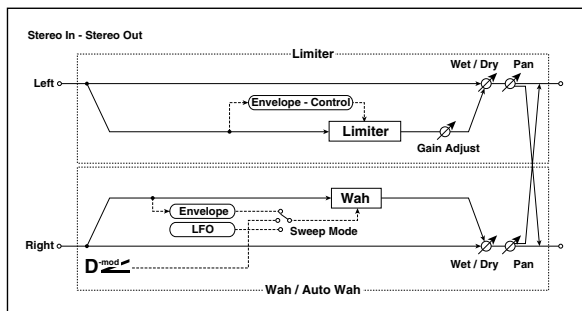 Stereo In - Stereo Out
Limiter
Wet / Dry
Pan
Left
Envelope - Control
Limiter
Gain Adjust
Wah
Envelope
LFO
Sweep Mode
Right
D-mod
Wet / Dry
Pan
Wah / Auto Wah